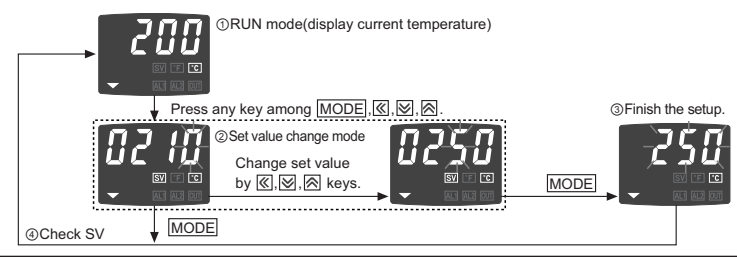 200
①RUN mode(display current temperature)
SV °F °C
AL1 AL2 OUT
Press any key among MODE, ≪, ︾, ︽.
③Finish the setup.
0210
②Set value change mode
0250
250
Change set value
by ≪, ︾, ︽ keys.
SV °F °C
AL1 AL2 OUT
SV °F °C
AL1 AL2 OUT
MODE
SV °F °C
AL1 AL2 OUT
④Check SV
MODE